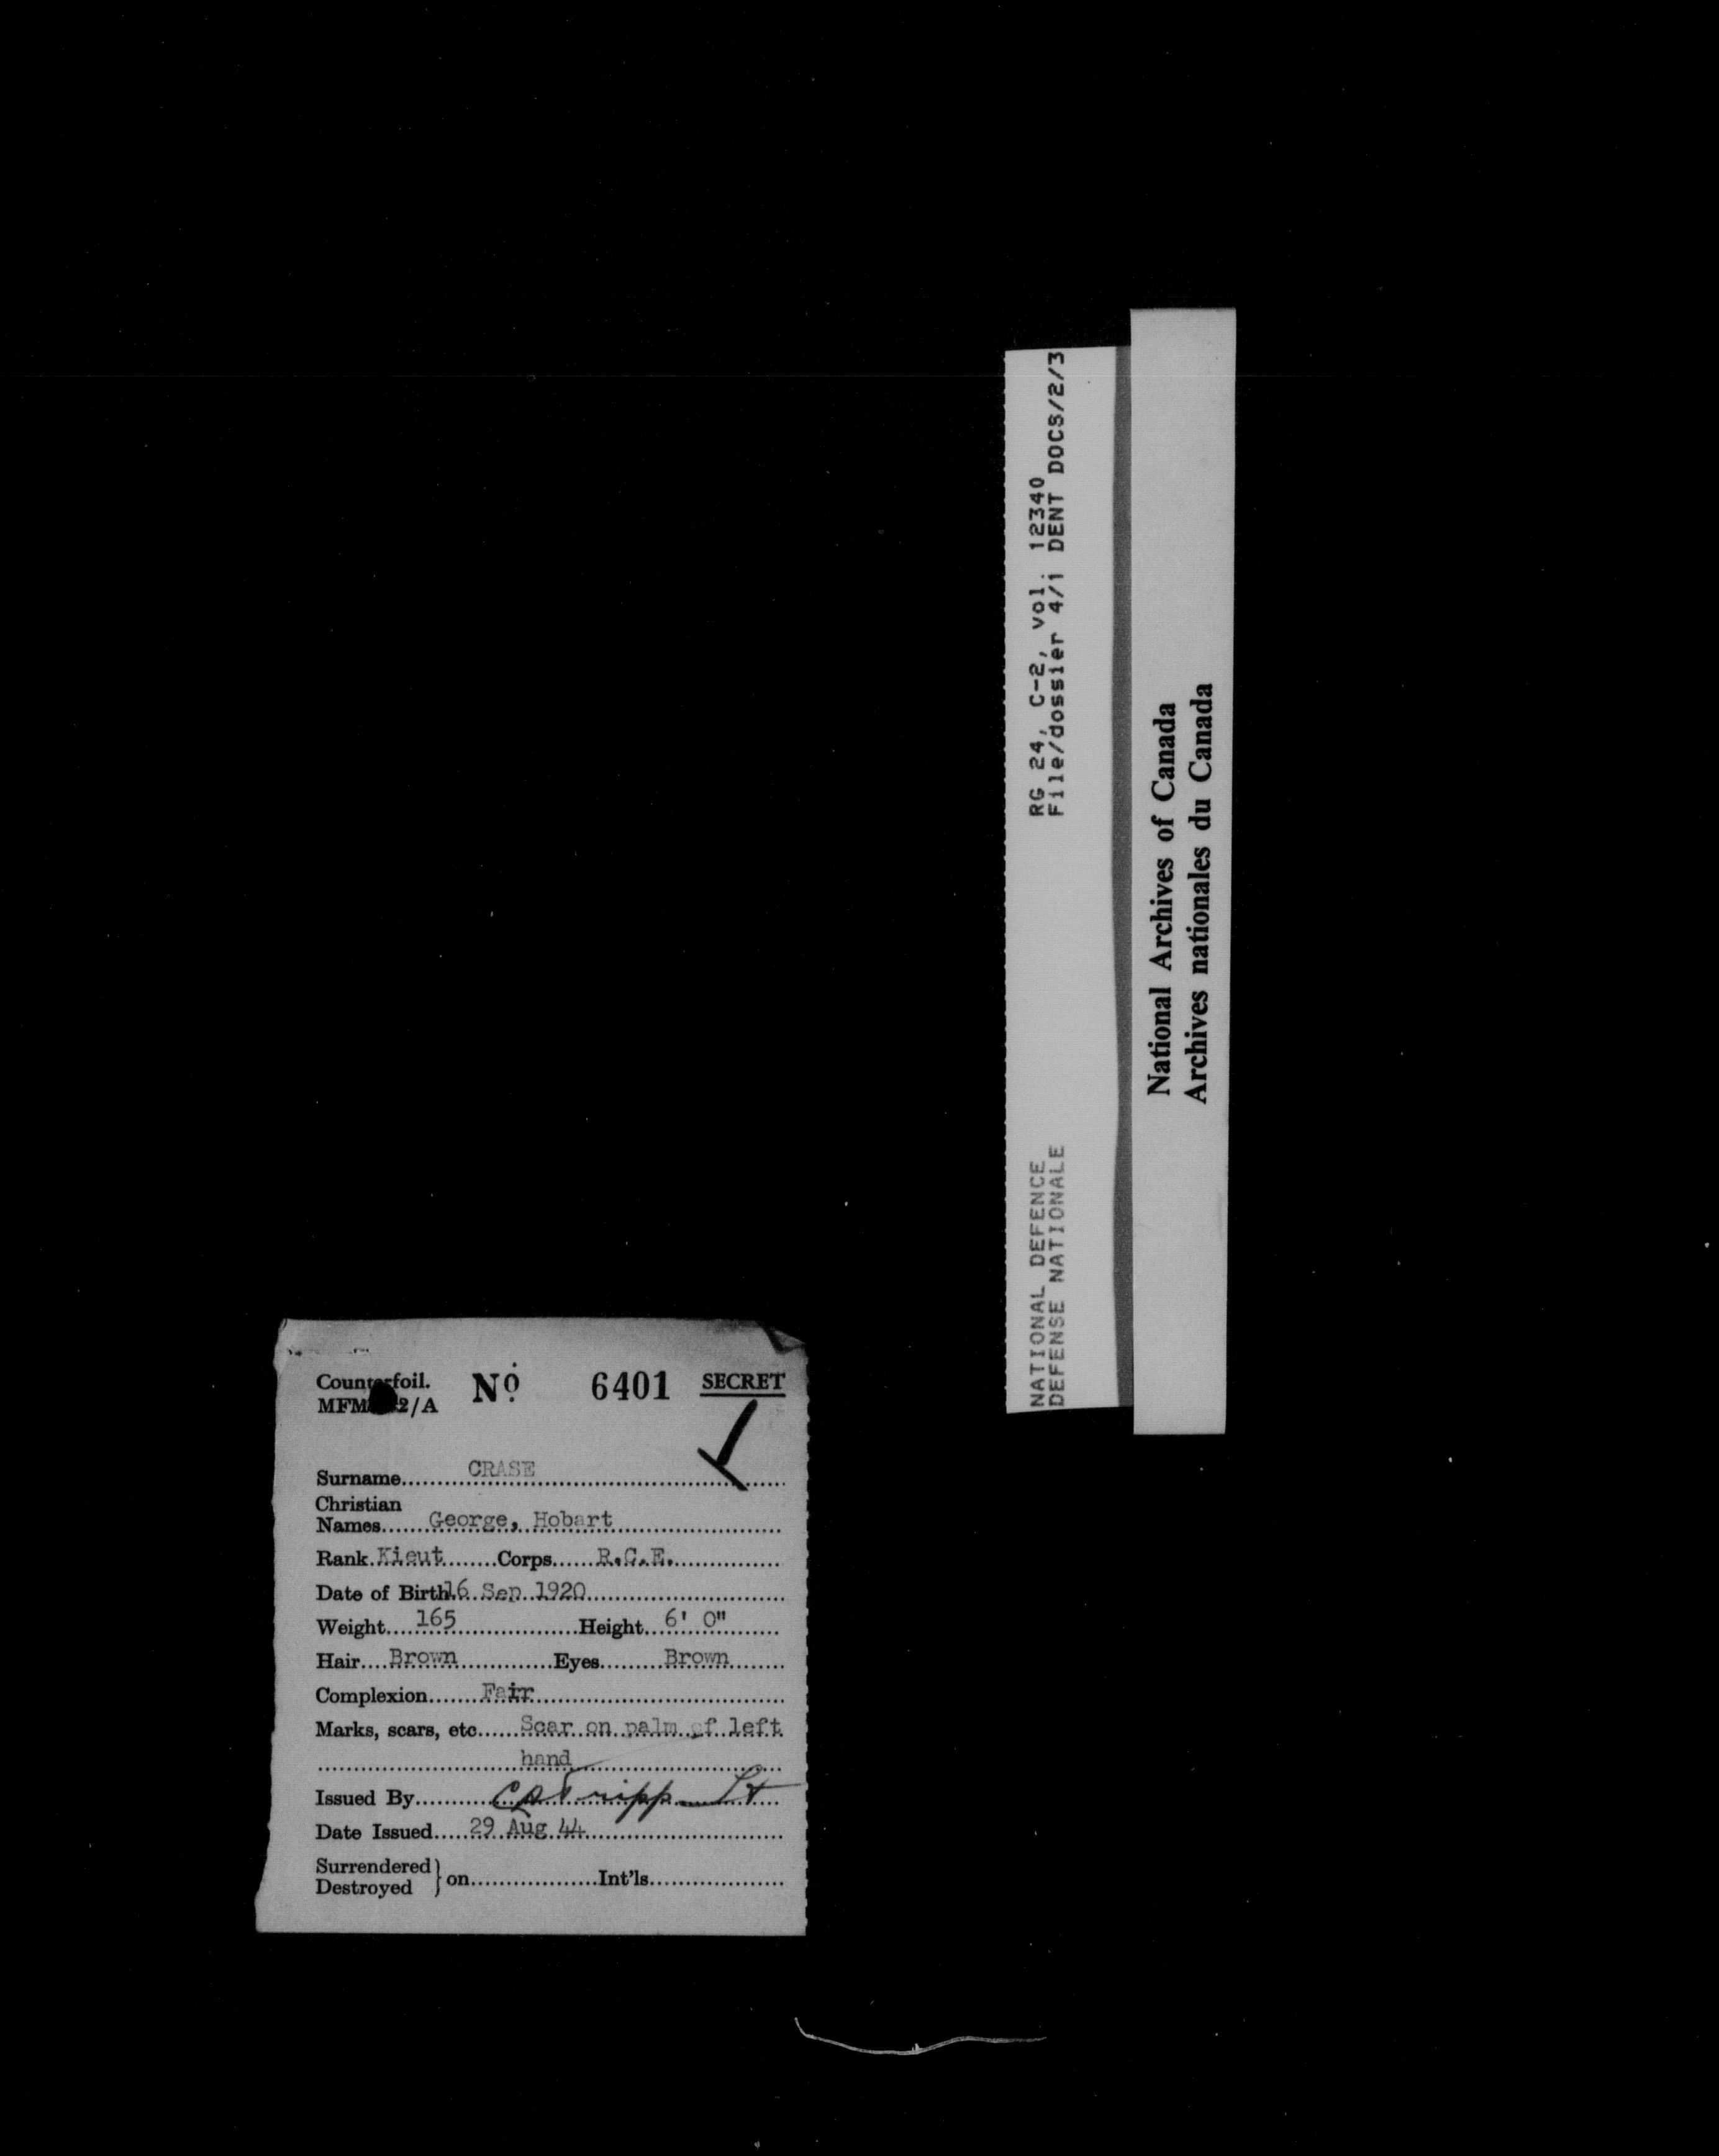 RG 24, C-2, vol. 12340
File/dossier 4/i DENT DOCS/2/3
NATIONAL DEFENCE
DEFENSE NATIONALE
National Archives of Canada
Archives nationales du Canada
Counterfoil. Nº 6401 SECRET
2/A
Surname CRASE
Christian
Names George, Hobart
Rank Kieut Corps R.C.E.
Date of Birth 16 Sep 1920
Weight 165 Height 6' 0"
Hair Brown Eyes Brown
Complexion Fair
Marks, scars, etc Scar on palm of left
hand
Issued By Tripp Lt
Date Issued 29 Aug 44
Surrendered
Destroyed } on Int'ls